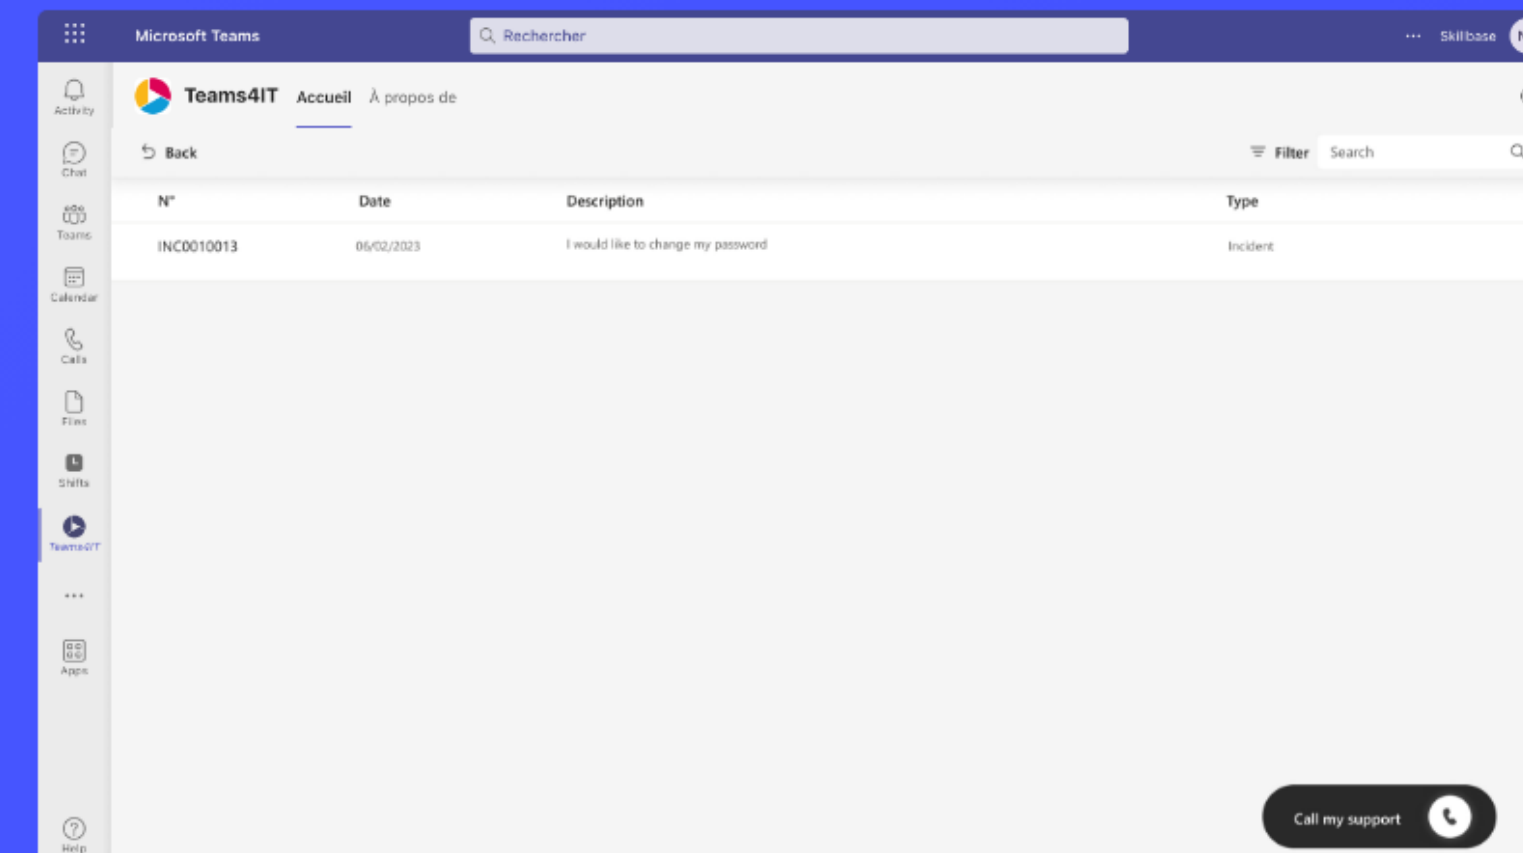 Microsoft Teams
Rechercher
Skillbase
Activity
Chat
Teams
Calendar
Calls
Files
Shifts
Teams4IT
Apps
Help
Teams4IT Accueil À propos de
Back
Filter Search
N° Date Description Type
INC0010013 06/02/2023 I would like to change my password Incident
Call my support